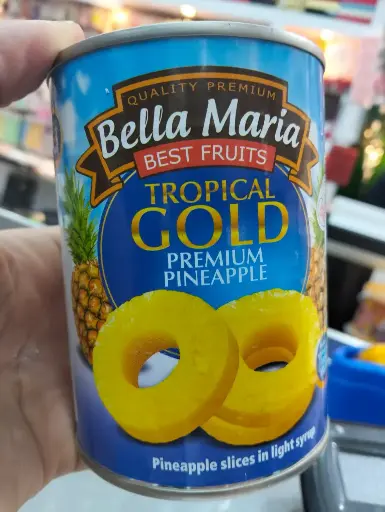 QUALITY PREMIUM
Bella Maria
BEST FRUITS
TROPICAL
GOLD
PREMIUM
PINEAPPLE
Pineapple slices in light syrup